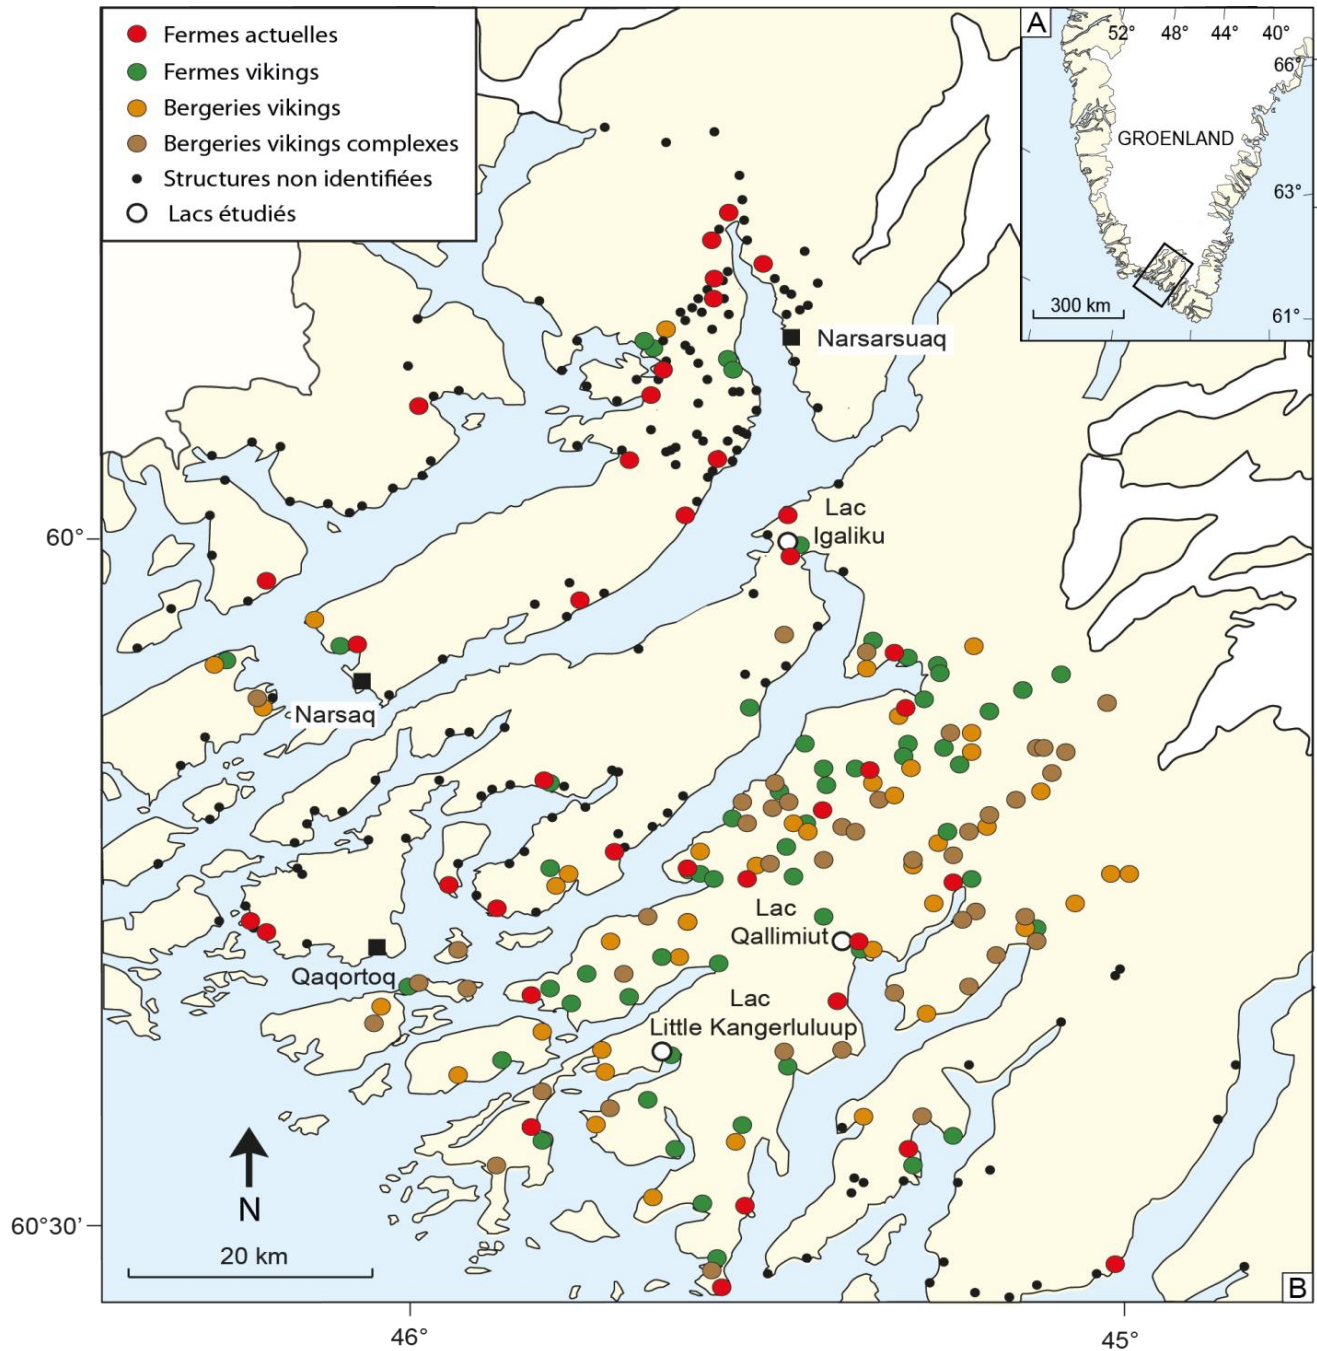 Fermes actuelles
Fermes vikings
Bergeries vikings
Bergeries vikings complexes
Structures non identifiées
Lacs étudiés
A
52° 48° 44° 40°
66°
GROENLAND
63°
300 km
61°
Narsarsuaq
Lac
Igaliku
60°
Narsaq
Lac
Qallimiut
Qaqortoq
Lac
Little Kangerluluup
N
60°30'
20 km
B
46°
45°